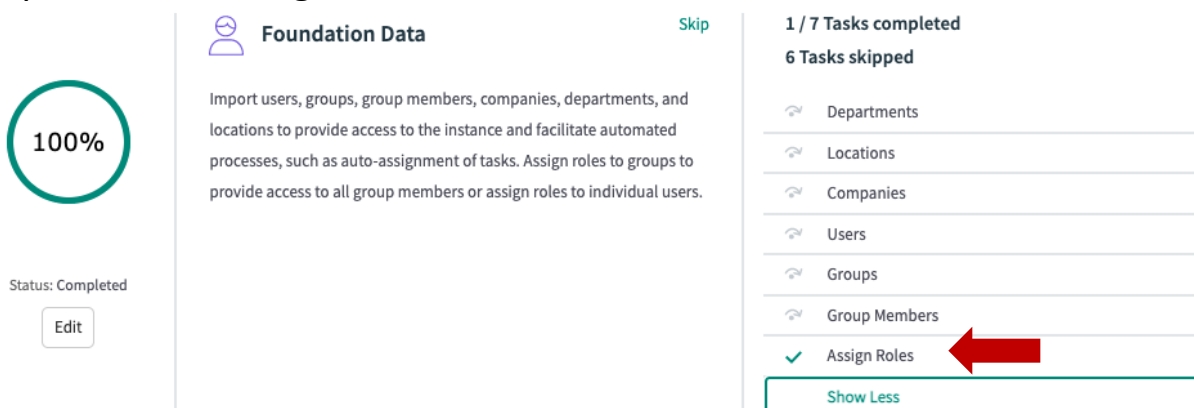 Foundation Data
Skip
Import users, groups, group members, companies, departments, and
locations to provide access to the instance and facilitate automated
processes, such as auto-assignment of tasks. Assign roles to groups to
provide access to all group members or assign roles to individual users.
100%
Status: Completed
Edit
1 / 7 Tasks completed
6 Tasks skipped
Departments
Locations
Companies
Users
Groups
Group Members
Assign Roles
Show Less